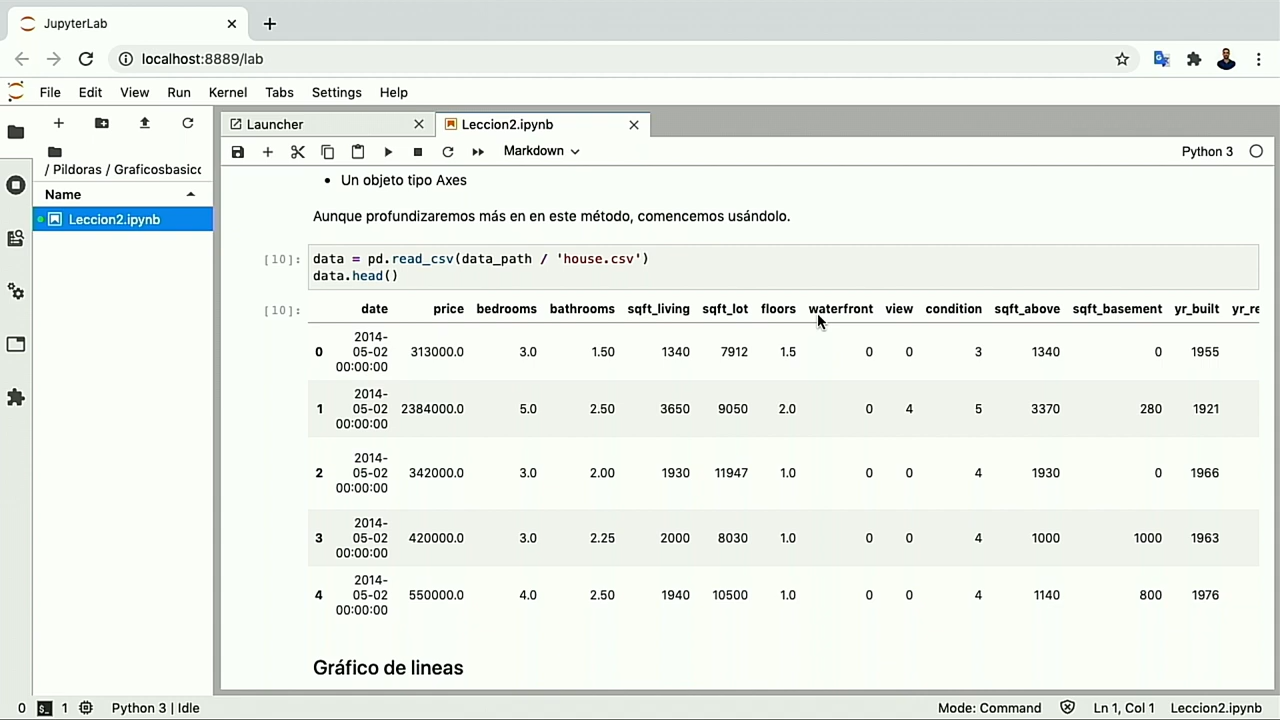 JupyterLab
localhost:8889/lab
File Edit View Run Kernel Tabs Settings Help
Launcher Leccion2.ipynb
Markdown Python 3
/ Pildoras / Graficosbasicc
Name
Leccion2.ipynb
• Un objeto tipo Axes
Aunque profundizaremos más en en este método, comencemos usándolo.
[10]: data = pd.read_csv(data_path / 'house.csv')
data.head()
[10]: date price bedrooms bathrooms sqft_living sqft_lot floors waterfront view condition sqft_above sqft_basement yr_built yr_re
0 2014-05-02 00:00:00 313000.0 3.0 1.50 1340 7912 1.5 0 0 3 1340 0 1955
1 2014-05-02 00:00:00 2384000.0 5.0 2.50 3650 9050 2.0 0 4 5 3370 280 1921
2 2014-05-02 00:00:00 342000.0 3.0 2.00 1930 11947 1.0 0 0 4 1930 0 1966
3 2014-05-02 00:00:00 420000.0 3.0 2.25 2000 8030 1.0 0 0 4 1000 1000 1963
4 2014-05-02 00:00:00 550000.0 4.0 2.50 1940 10500 1.0 0 0 4 1140 800 1976
Gráfico de lineas
0 1 Python 3 | Idle Mode: Command Ln 1, Col 1 Leccion2.ipynb